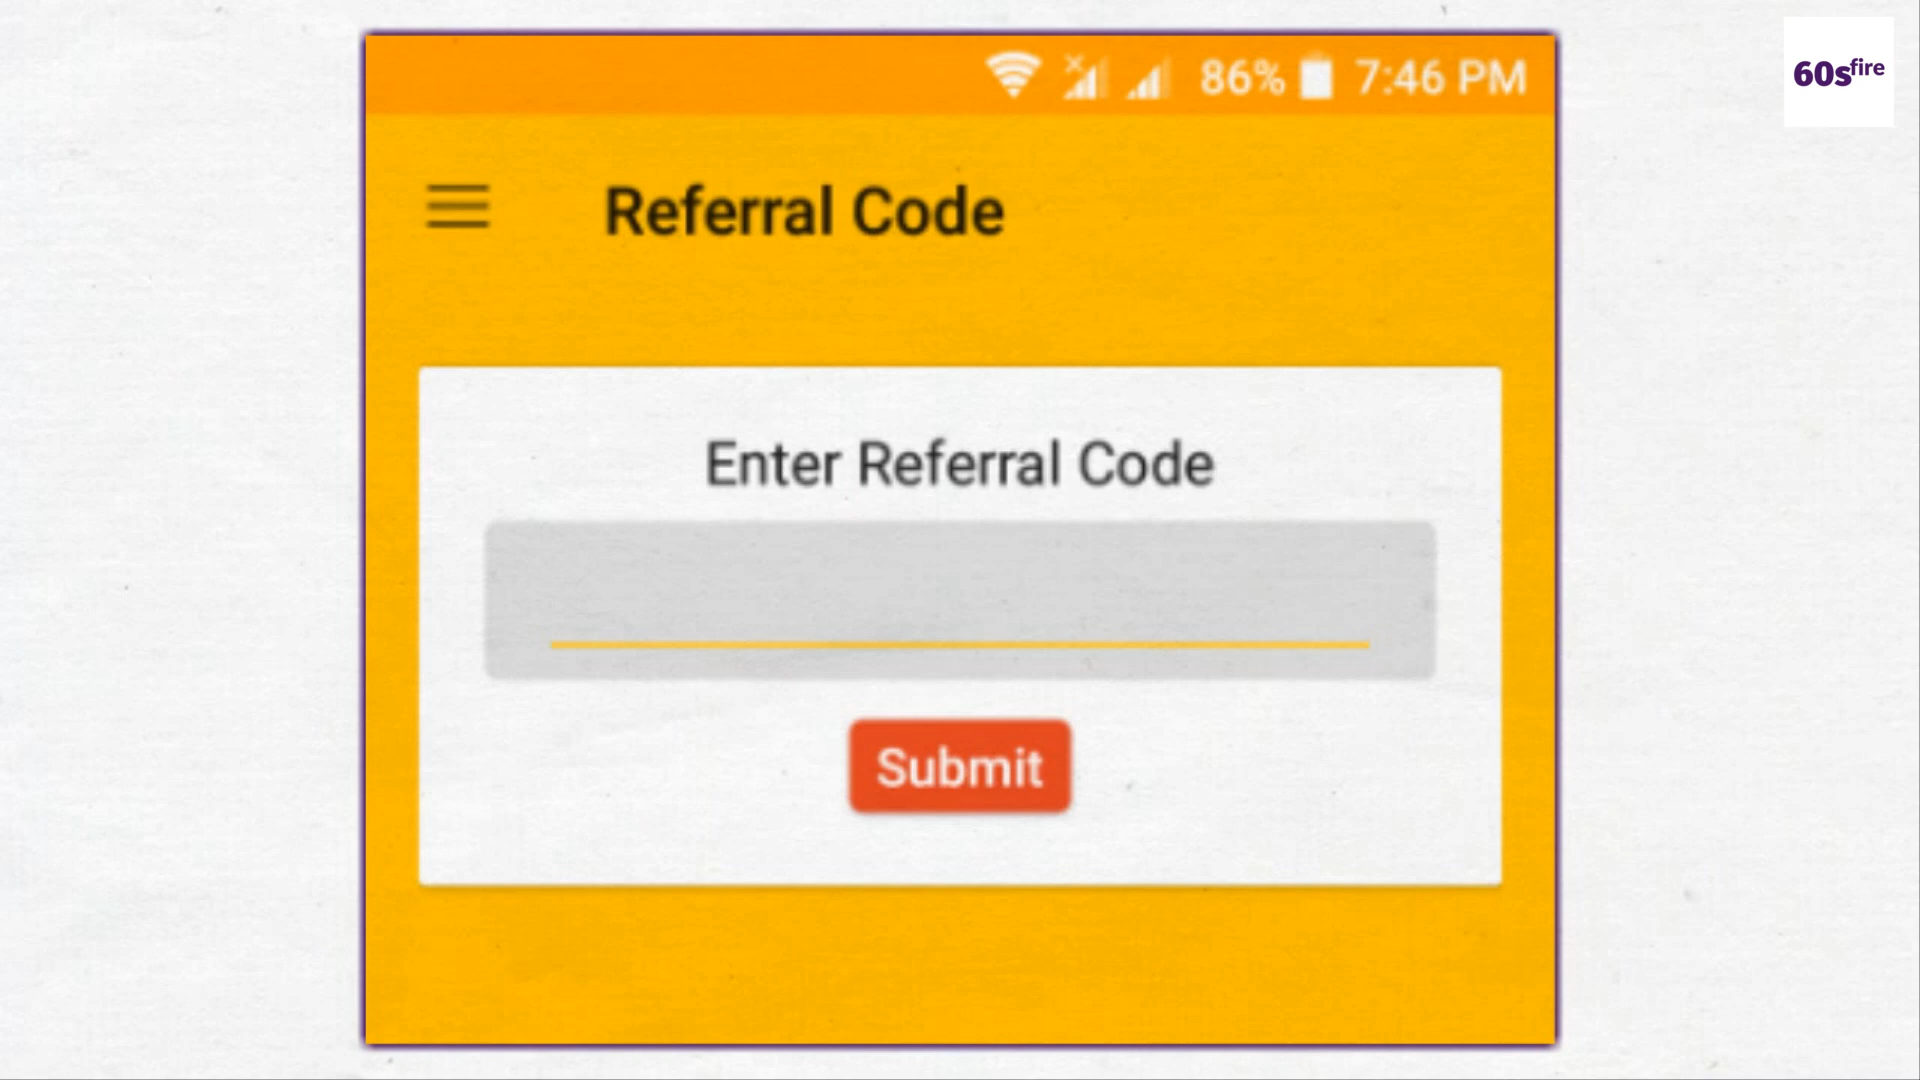 86% 7:46 PM
60sfire
Referral Code
Enter Referral Code
Submit